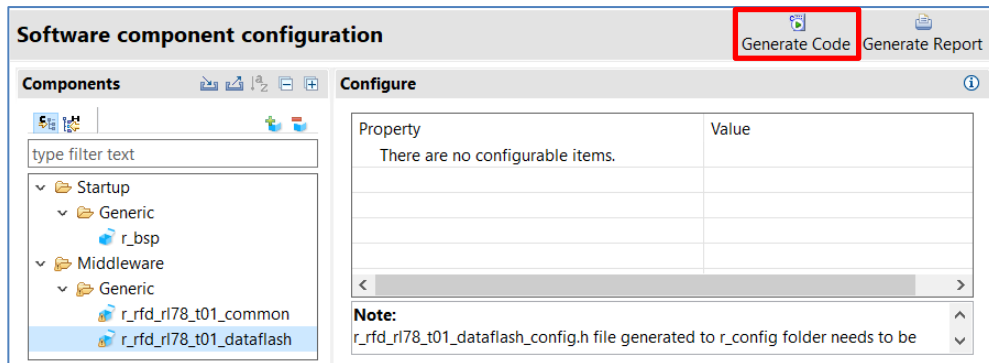 Software component configuration
Generate Code Generate Report
Components
Configure
type filter text
Property Value
There are no configurable items.
Startup
Generic
r_bsp
Middleware
Generic
r_rfd_rl78_t01_common
r_rfd_rl78_t01_dataflash
Note:
r_rfd_rl78_t01_dataflash_config.h file generated to r_config folder needs to be